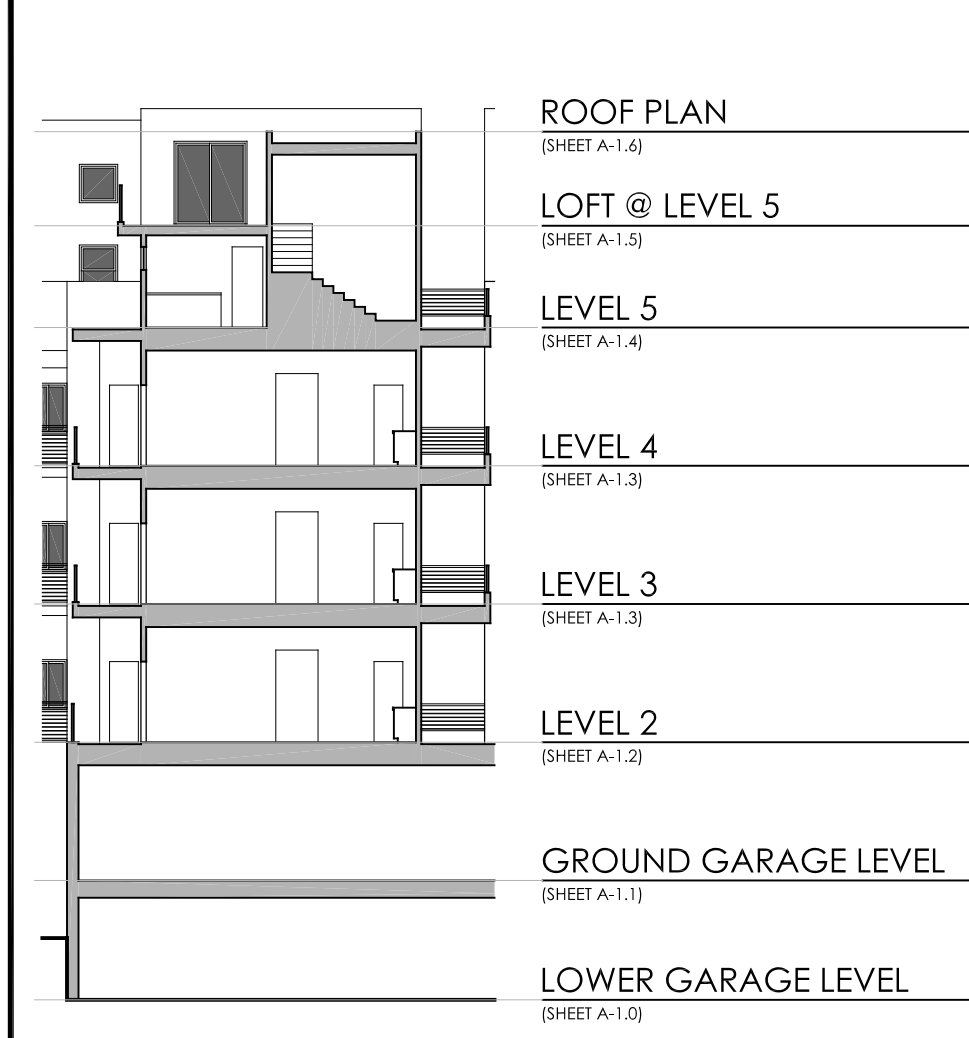 ROOF PLAN
(SHEET A-1.6)
LOFT @ LEVEL 5
(SHEET A-1.5)
LEVEL 5
(SHEET A-1.4)
LEVEL 4
(SHEET A-1.3)
LEVEL 3
(SHEET A-1.3)
LEVEL 2
(SHEET A-1.2)
GROUND GARAGE LEVEL
(SHEET A-1.1)
LOWER GARAGE LEVEL
(SHEET A-1.0)